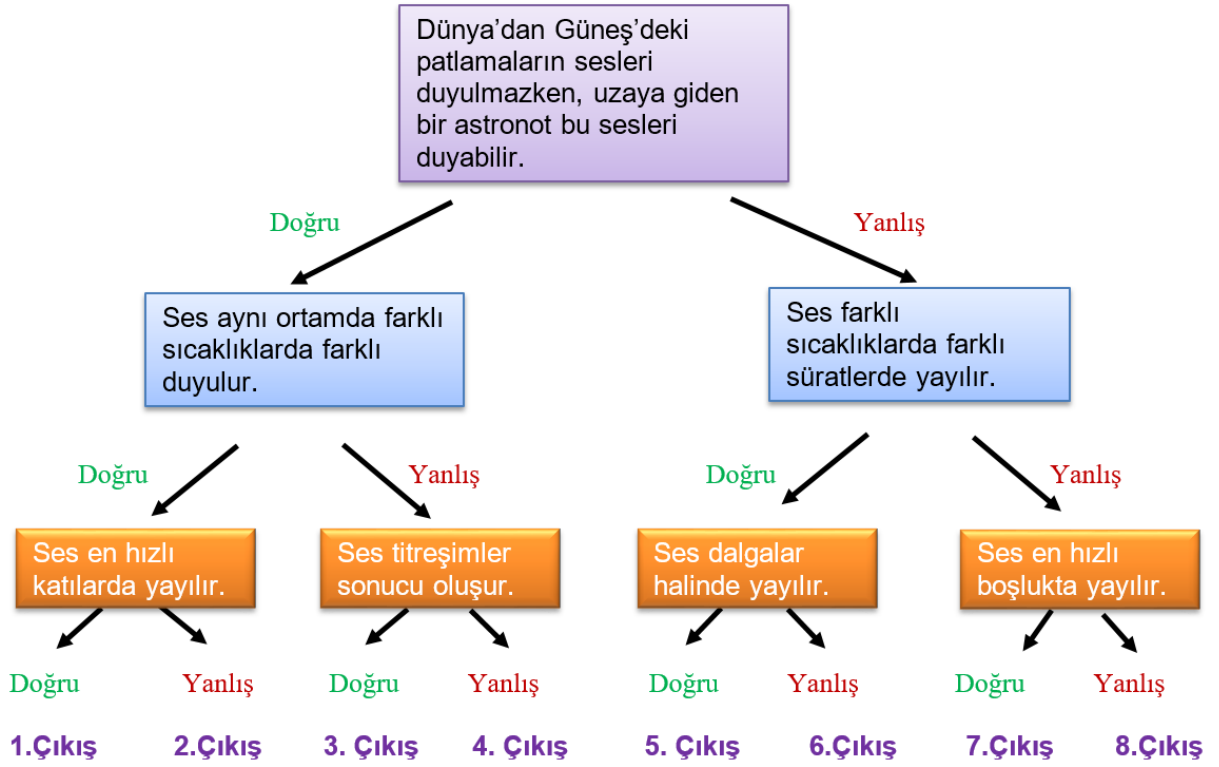 Dünya’dan Güneş’deki
patlamaların sesleri
duyulmazken, uzaya giden
bir astronot bu sesleri
duyabilir.
Doğru
Yanlış
Ses aynı ortamda farklı
sıcaklıklarda farklı
duyulur.
Ses farklı
sıcaklıklarda farklı
süratlerde yayılır.
Doğru
Yanlış
Doğru
Yanlış
Ses en hızlı
katılarda yayılır.
Ses titreşimler
sonucu oluşur.
Ses dalgalar
halinde yayılır.
Ses en hızlı
boşlukta yayılır.
Doğru
Yanlış
Doğru
Yanlış
Doğru
Yanlış
Doğru
Yanlış
1.Çıkış
2.Çıkış
3. Çıkış
4. Çıkış
5. Çıkış
6.Çıkış
7.Çıkış
8.Çıkış